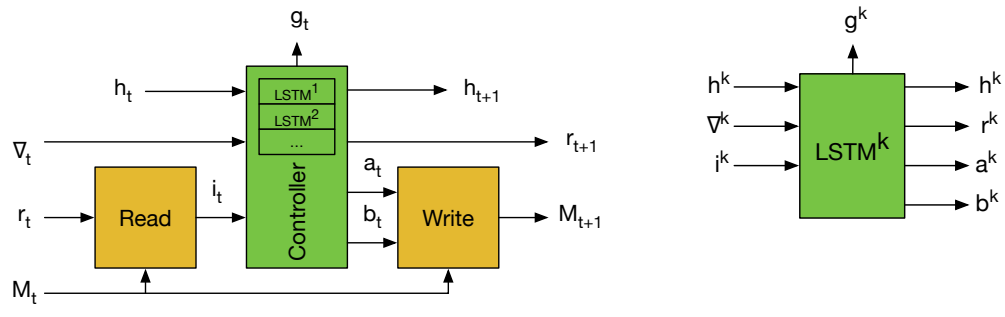 g_t
h_t
LSTM^1
h_{t+1}
LSTM^2
∇_t
...
r_{t+1}
Controller
a_t
r_t
Read
i_t
b_t
Write
M_{t+1}
M_t
g^k
h^k
h^k
∇^k
r^k
LSTM^k
i^k
a^k
b^k